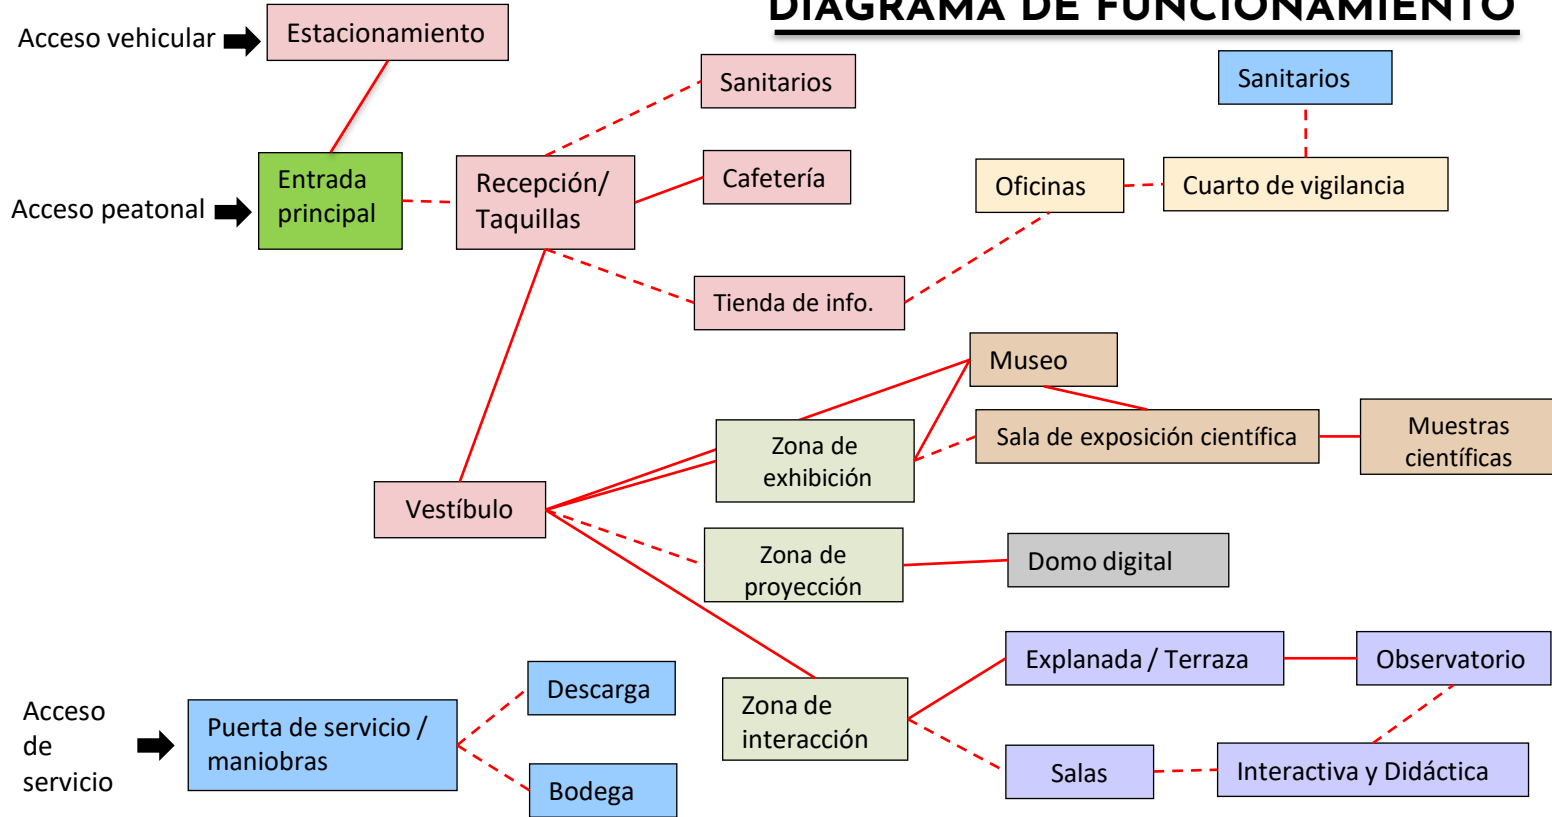 DIAGRAMA DE FUNCIONAMIENTO
Acceso vehicular
Estacionamiento
Sanitarios
Sanitarios
Entrada
principal
Recepción/
Taquillas
Cafetería
Oficinas
Cuarto de vigilancia
Acceso peatonal
Tienda de info.
Museo
Zona de
exhibición
Sala de exposición científica
Muestras
científicas
Vestíbulo
Zona de
proyección
Domo digital
Explanada / Terraza
Observatorio
Descarga
Zona de
interacción
Acceso
de
servicio
Puerta de servicio /
maniobras
Salas
Interactiva y Didáctica
Bodega